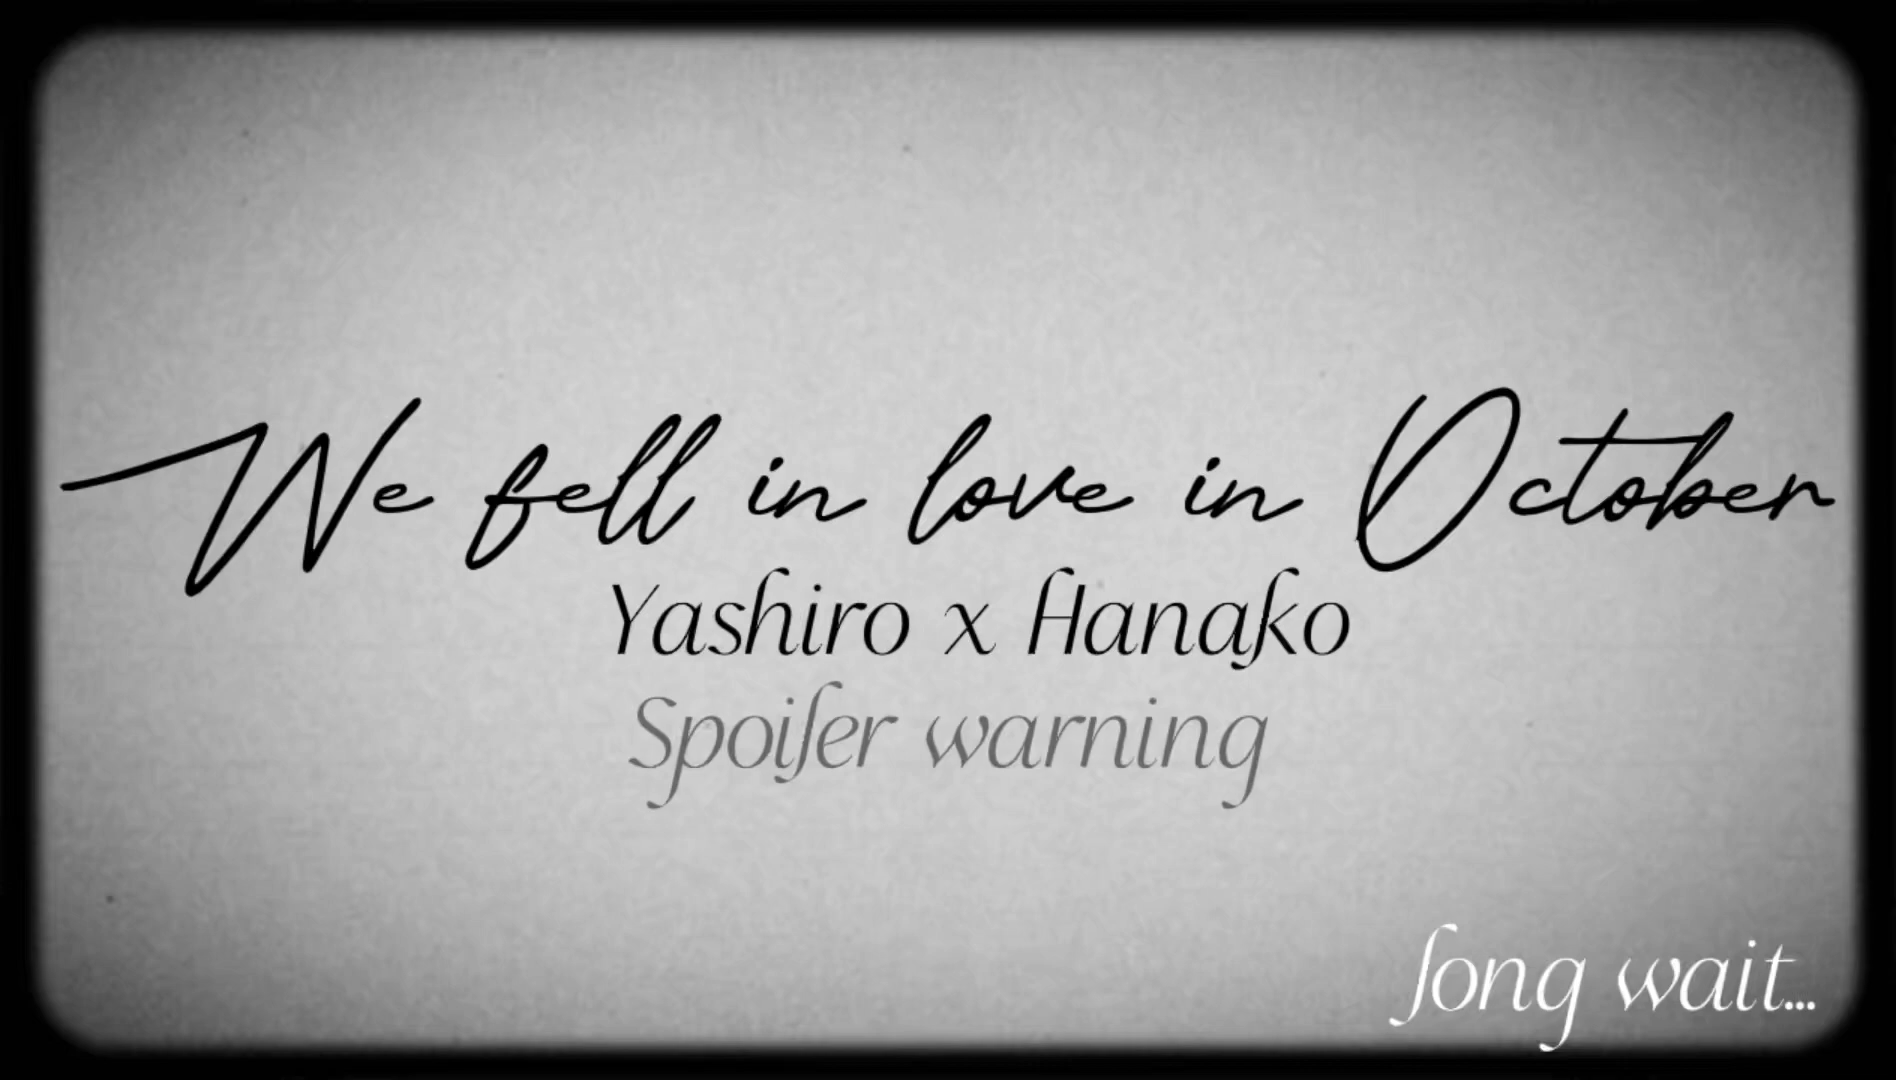 We fell in love in October
Yashiro x Hanako
Spoiler warning
long wait...